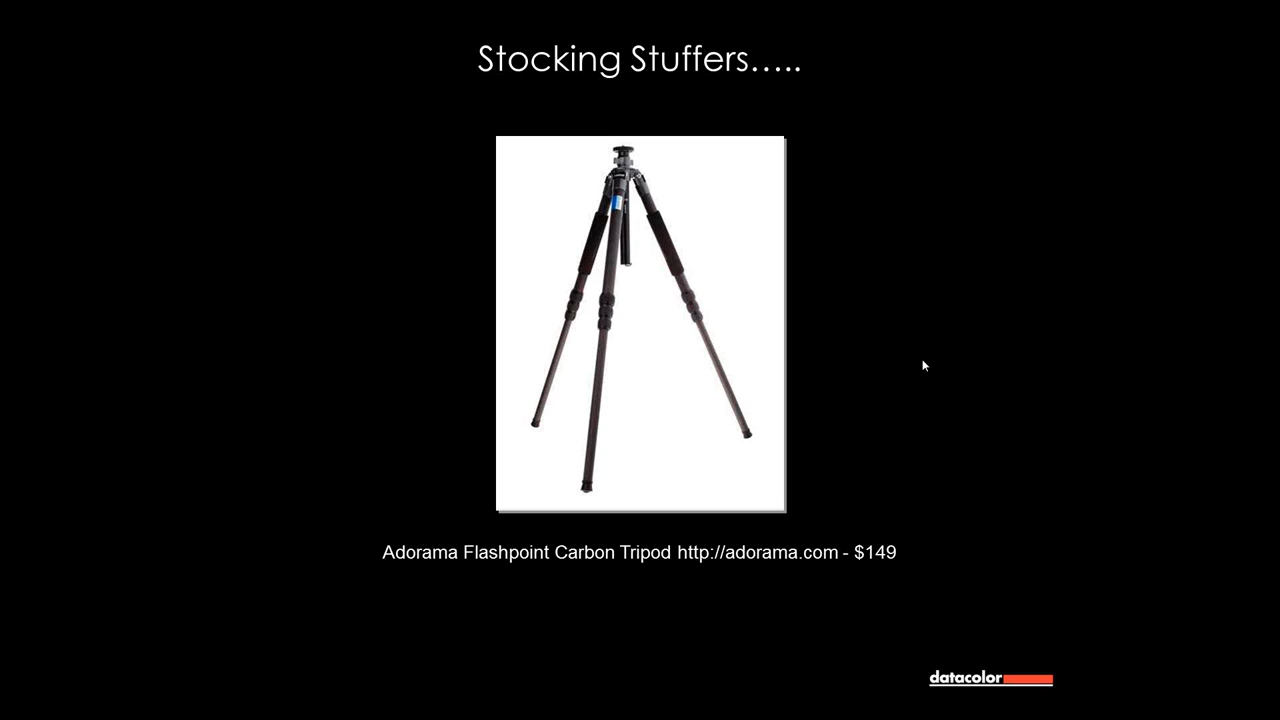 Stocking Stuffers.....
Adorama Flashpoint Carbon Tripod http://adorama.com - $149
datacolor